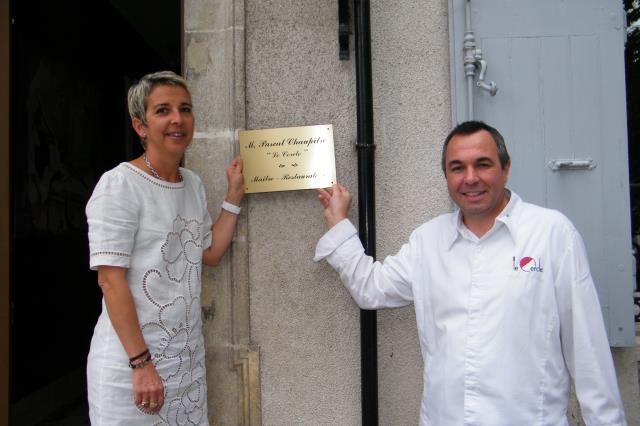 M. Pascal Chaupitre
"Le Cercle"
Maître-Restaurateur
le Cercle